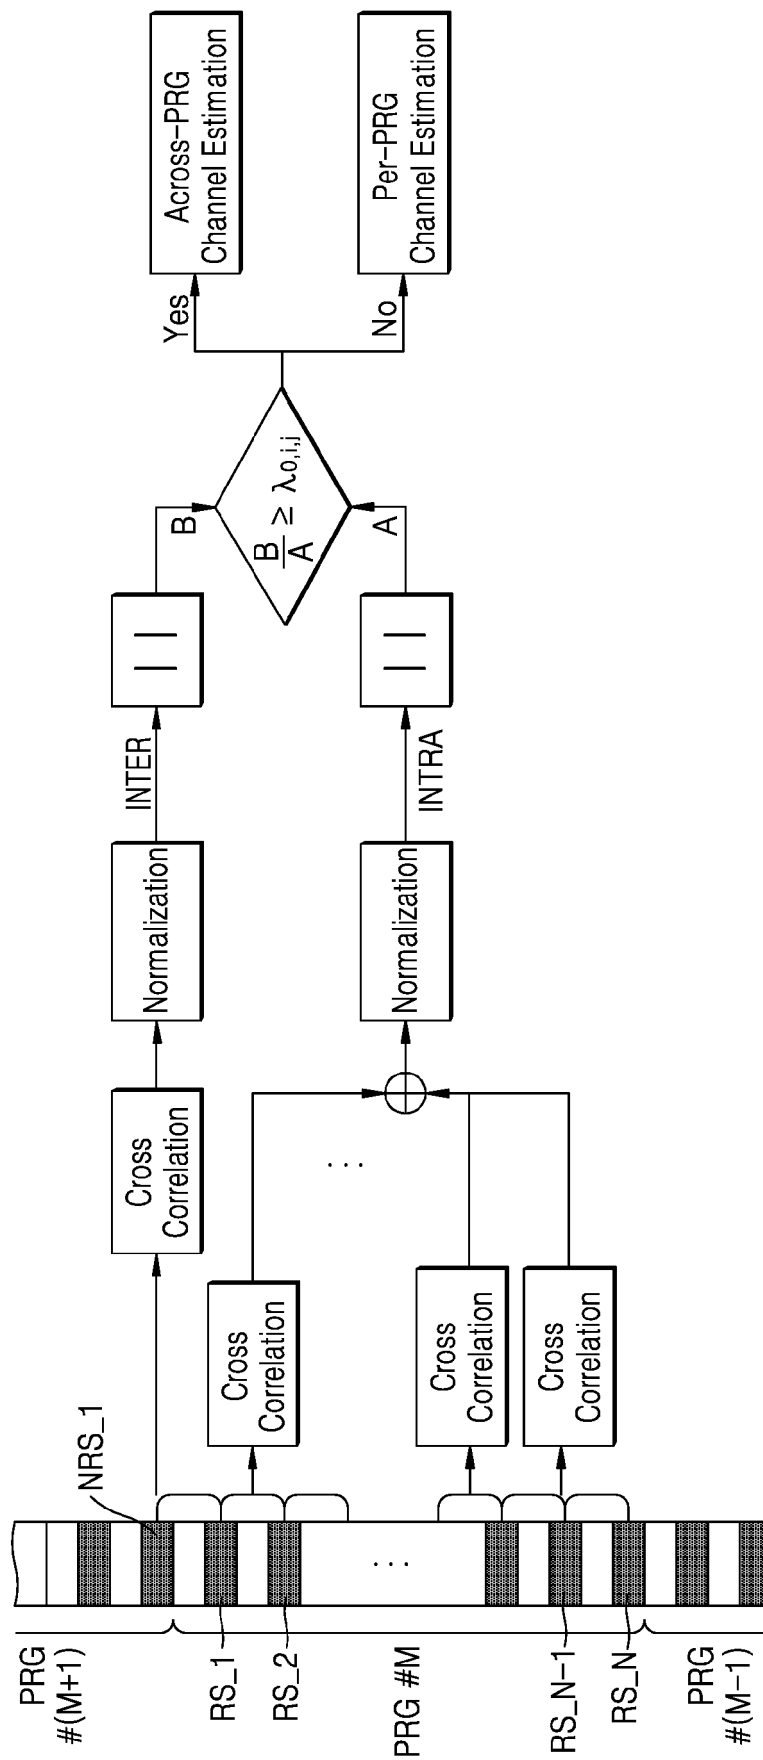 PRG
#(M+1)
RS_1
RS_2
PRG #M
RS_N-1
RS_N
PRG
#(M-1)
NRS_1
...
Cross
Correlation
Cross
Correlation
Cross
Correlation
Cross
Correlation
...
Normalization
Normalization
INTER
INTRA
| |
| |
B
A
B/A ≥ λ0,i,j
Yes
No
Across-PRG
Channel Estimation
Per-PRG
Channel Estimation